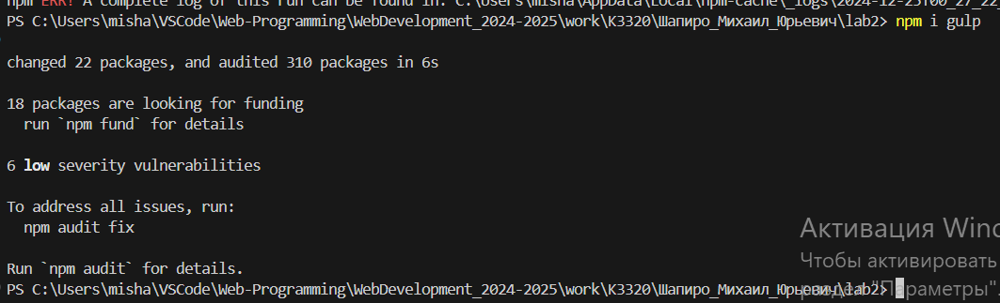 npm ERR! A complete log of this run can be found in: C:\Users\misha\AppData\Local\npm-cache\_logs\2024-12-25T00_27_22_
PS C:\Users\misha\VSCode\Web-Programming\WebDevelopment_2024-2025\work\K3320\Шапиро_Михаил_Юрьевич\lab2> npm i gulp
changed 22 packages, and audited 310 packages in 6s
18 packages are looking for funding
run `npm fund` for details
6 low severity vulnerabilities
To address all issues, run:
npm audit fix
Run `npm audit` for details.
PS C:\Users\misha\VSCode\Web-Programming\WebDevelopment_2024-2025\work\K3320\Шапиро_Михаил_Юрьевич\lab2>
Активация Wind
Чтобы активировать
раздел "Параметры"